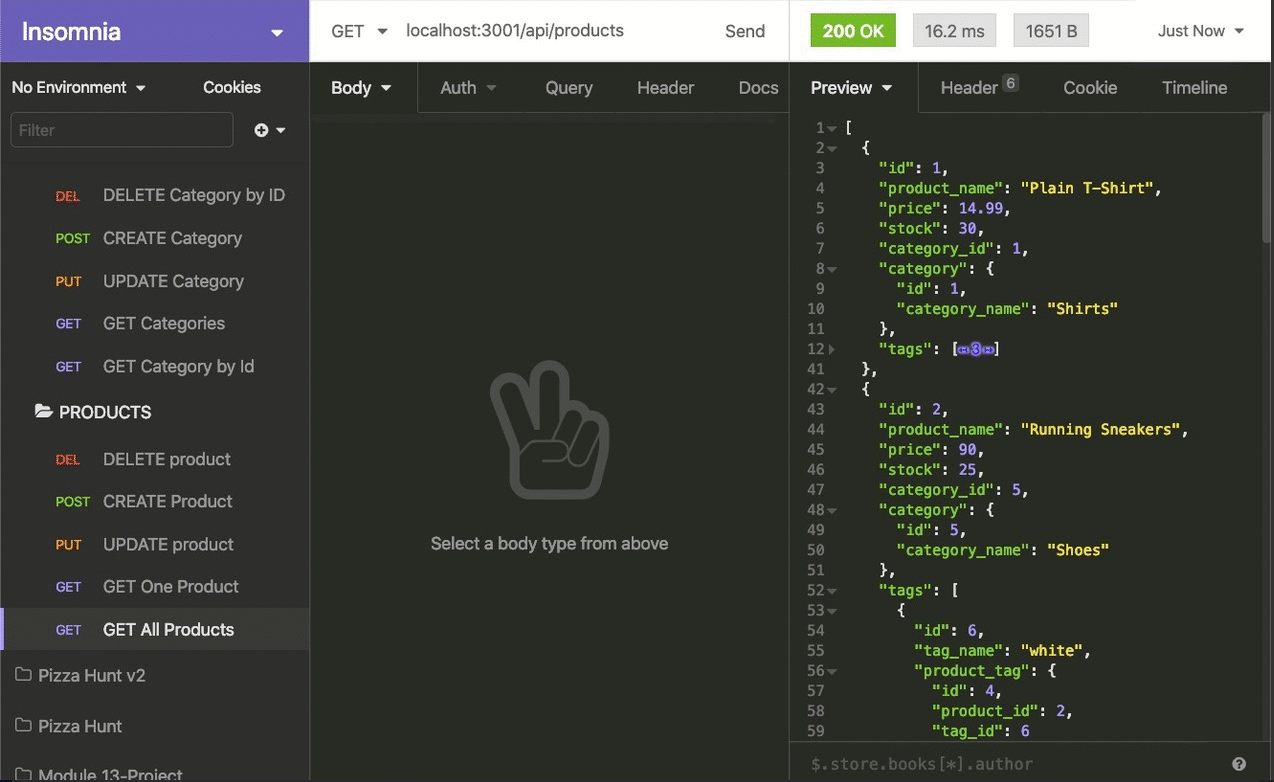 Insomnia
No Environment
Cookies
Filter
DEL DELETE Category by ID
POST CREATE Category
PUT UPDATE Category
GET GET Categories
GET GET Category by Id
PRODUCTS
DEL DELETE product
POST CREATE Product
PUT UPDATE product
GET GET One Product
GET GET All Products
Pizza Hunt v2
Pizza Hunt
Module 13-Project
GET localhost:3001/api/products Send
Body Auth Query Header Docs
Select a body type from above
200 OK 16.2 ms 1651 B Just Now
Preview Header 6 Cookie Timeline
1 [
2 {
3 "id": 1,
4 "product_name": "Plain T-Shirt",
5 "price": 14.99,
6 "stock": 30,
7 "category_id": 1,
8 "category": {
9 "id": 1,
10 "category_name": "Shirts"
11 },
12 "tags": [↔3↔]
41 },
42 {
43 "id": 2,
44 "product_name": "Running Sneakers",
45 "price": 90,
46 "stock": 25,
47 "category_id": 5,
48 "category": {
49 "id": 5,
50 "category_name": "Shoes"
51 },
52 "tags": [
53 {
54 "id": 6,
55 "tag_name": "white",
56 "product_tag": {
57 "id": 4,
58 "product_id": 2,
59 "tag_id": 6
$.store.books[*].author